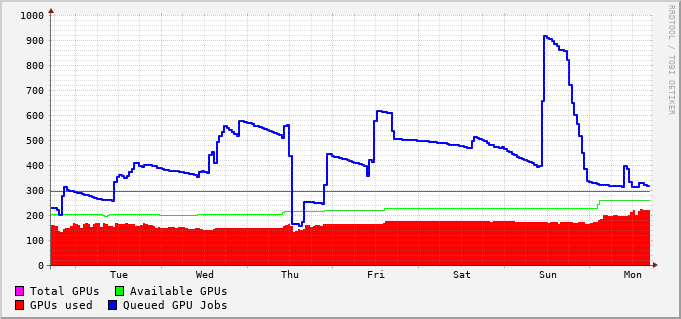 1000
900
800
700
600
500
400
300
200
100
0
Tue Wed Thu Fri Sat Sun Mon
Total GPUs Available GPUs
GPUs used Queued GPU Jobs
RRDTOOL / TOBI OETIKER